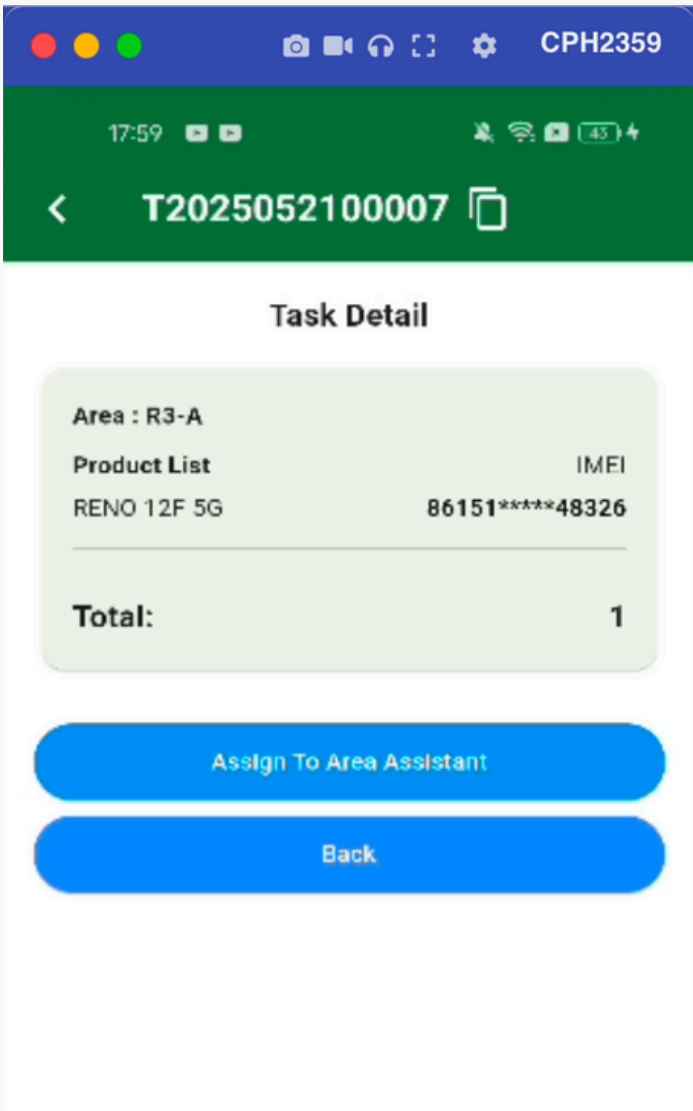 CPH2359
17:59
43
T2025052100007
Task Detail
Area : R3-A
Product List IMEI
RENO 12F 5G 86151*****48326
Total: 1
Assign To Area Assistant
Back